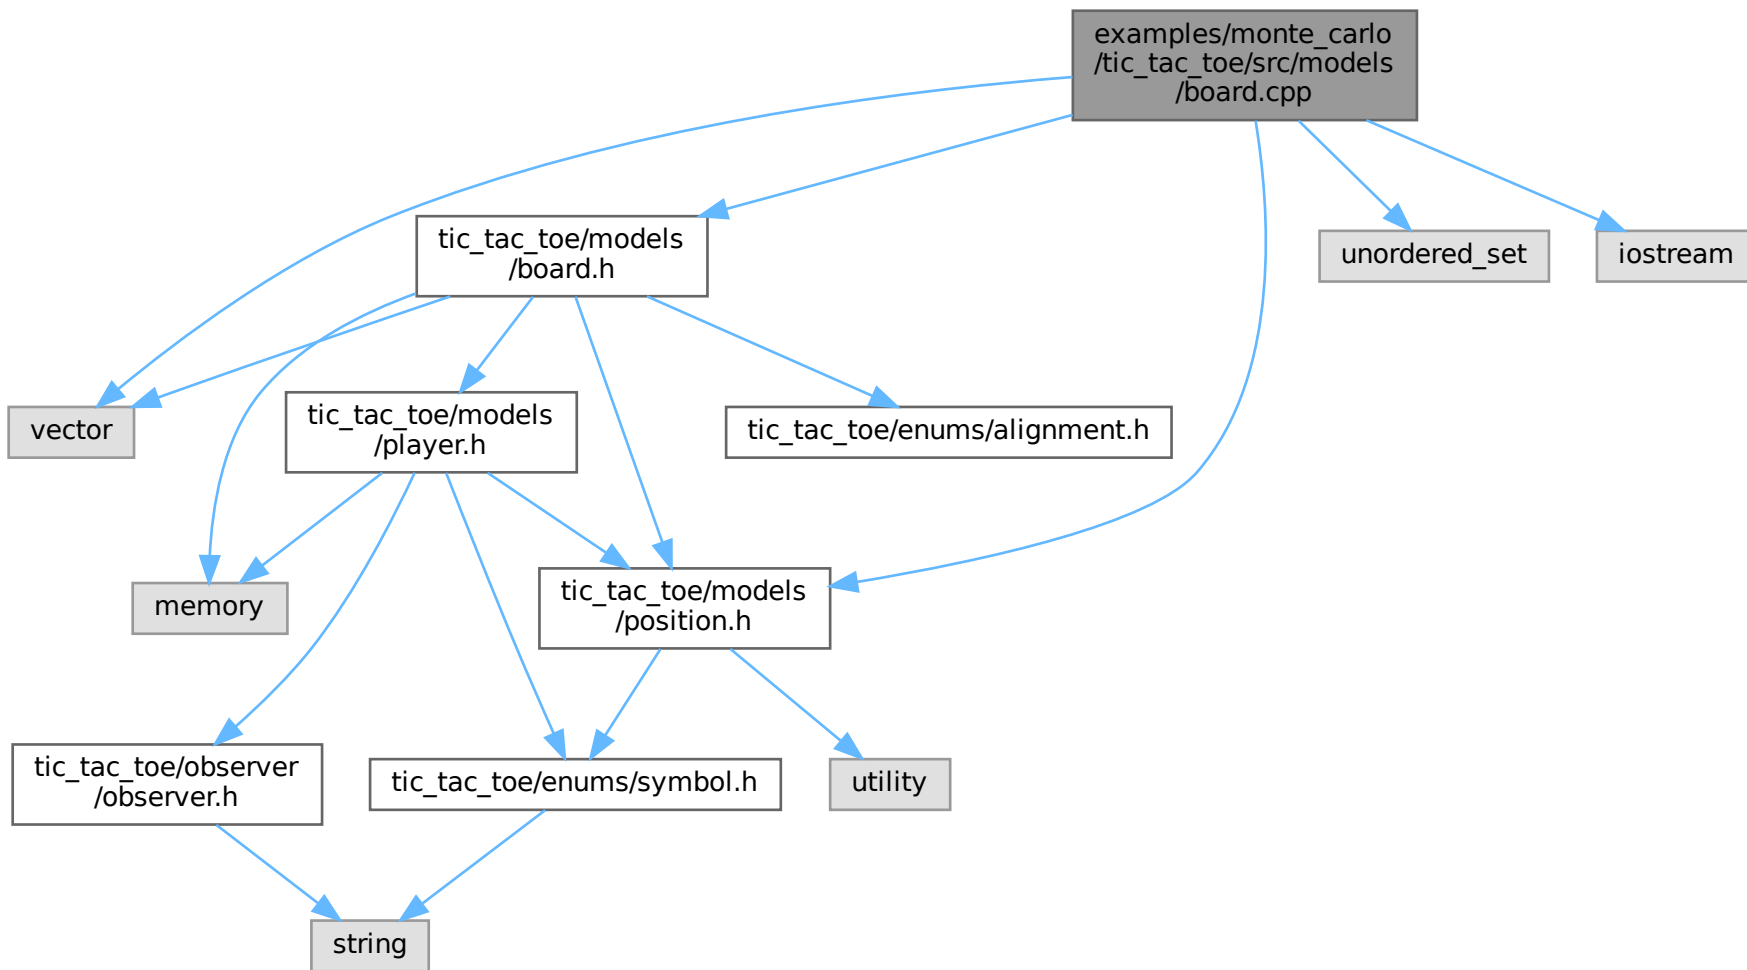 examples/monte_carlo
/tic_tac_toe/src/models
/board.cpp
tic_tac_toe/models
/board.h
unordered_set
iostream
vector
tic_tac_toe/models
/player.h
tic_tac_toe/enums/alignment.h
memory
tic_tac_toe/models
/position.h
tic_tac_toe/observer
/observer.h
tic_tac_toe/enums/symbol.h
utility
string